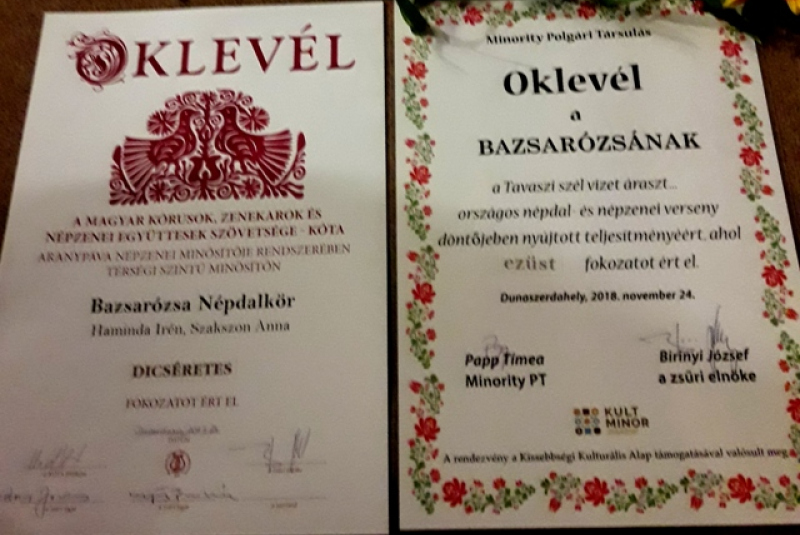 OKLEVÉL
A MAGYAR KÓRUSOK, ZENEKAROK ÉS
NÉPZENEI EGYÜTTESEK SZÖVETSÉGE - KÓTA
ARANYPÁVA NÉPZENEI MINŐSÍTŐJE RENDSZERÉBEN
TÉRSÉGI SZINTŰ MINŐSÍTŐN
Bazsarózsa Népdalkör
Haminda Irén, Szakszon Anna
DICSÉRETES
FOKOZATOT ÉRT EL
Minority Polgári Társulás
Oklevél
a
BAZSARÓZSÁNAK
a Tavaszi szél vizet áraszt...
országos népdal- és népzenei verseny
döntőjében nyújtott teljesítményéért, ahol
ezüst fokozatot ért el.
Dunaszerdahely, 2018. november 24.
Papp Tímea
Minority PT
Birinyi József
a zsűri elnöke
KULT
MINOR
A rendezvény a Kisebbségi Kulturális Alap támogatásával valósult meg.